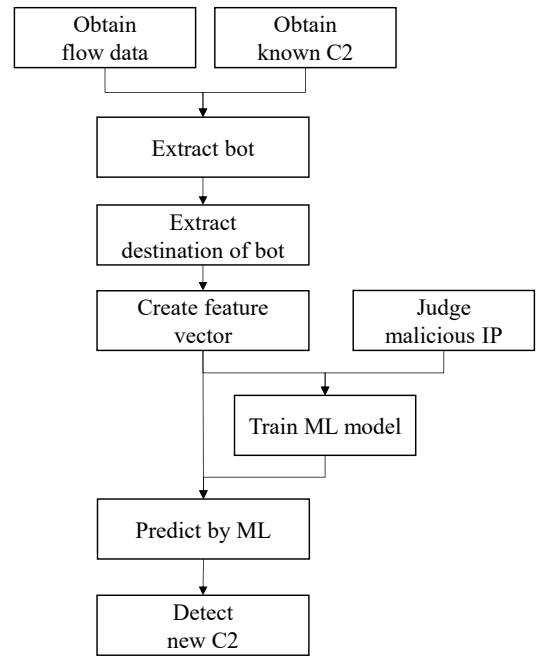 Obtain
flow data
Obtain
known C2
Extract bot
Extract
destination of bot
Create feature
vector
Judge
malicious IP
Train ML model
Predict by ML
Detect
new C2